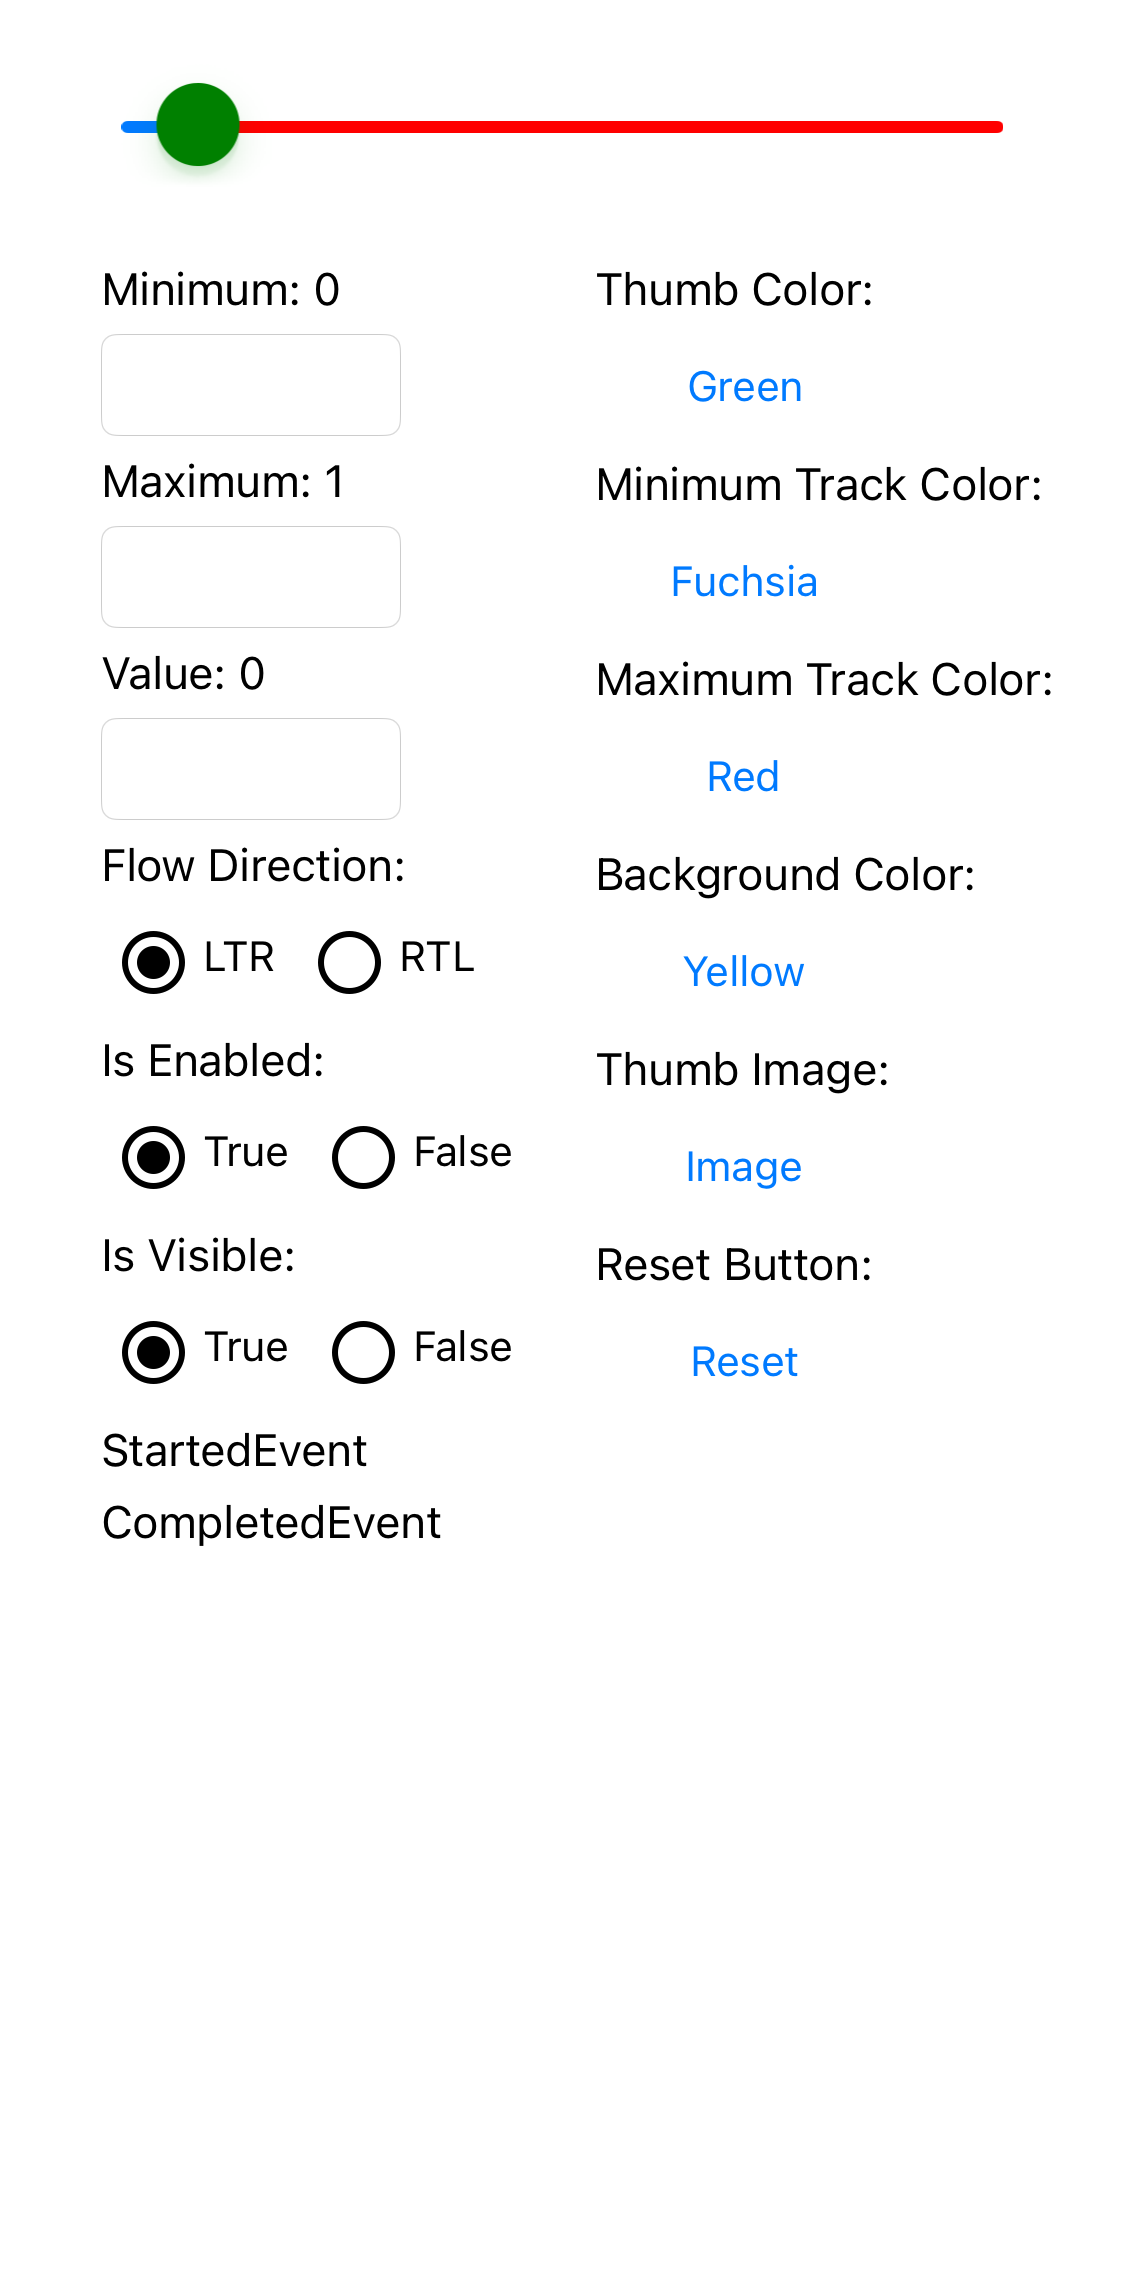 Minimum: 0
Maximum: 1
Value: 0
Flow Direction:
LTR RTL
Is Enabled:
True False
Is Visible:
True False
StartedEvent
CompletedEvent
Thumb Color:
Green
Minimum Track Color:
Fuchsia
Maximum Track Color:
Red
Background Color:
Yellow
Thumb Image:
Image
Reset Button:
Reset